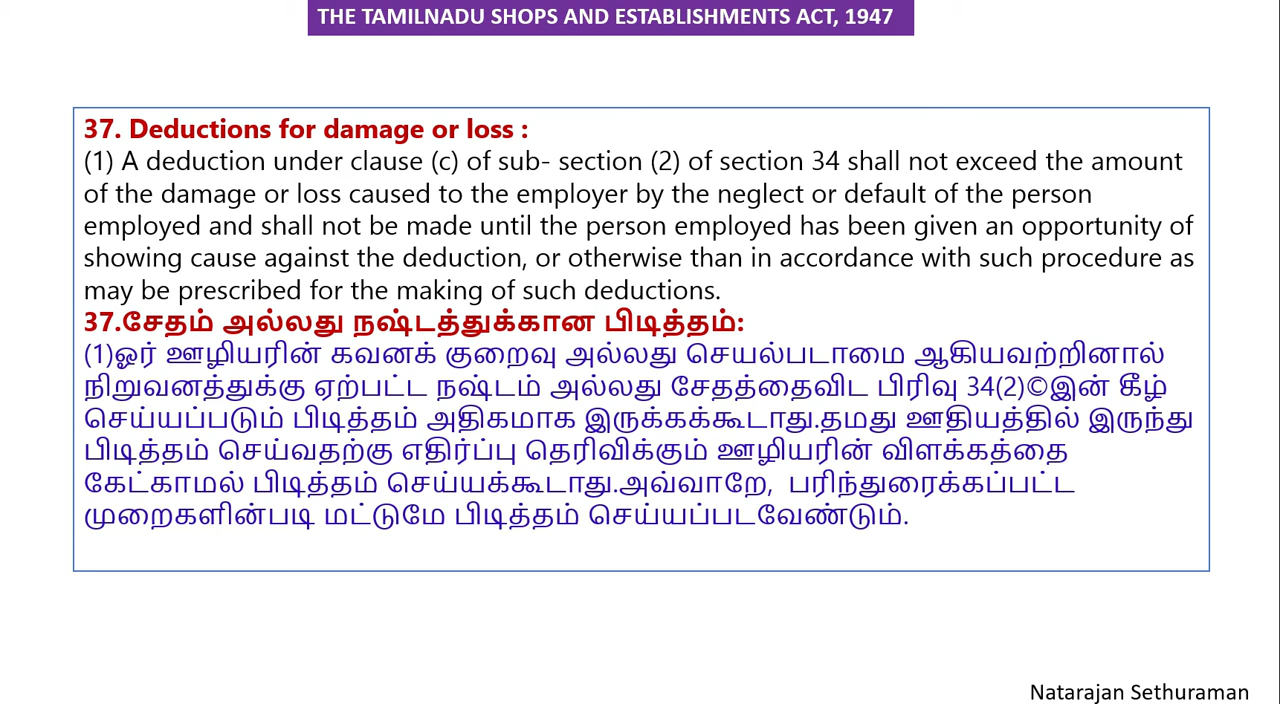 THE TAMILNADU SHOPS AND ESTABLISHMENTS ACT, 1947
37. Deductions for damage or loss :
(1) A deduction under clause (c) of sub- section (2) of section 34 shall not exceed the amount
of the damage or loss caused to the employer by the neglect or default of the person
employed and shall not be made until the person employed has been given an opportunity of
showing cause against the deduction, or otherwise than in accordance with such procedure as
may be prescribed for the making of such deductions.
37.சேதம் அல்லது நஷ்டத்துக்கான பிடித்தம்:
(1)ஓர் ஊழியரின் கவனக் குறைவு அல்லது செயல்படாமை ஆகியவற்றினால்
நிறுவனத்துக்கு ஏற்பட்ட நஷ்டம் அல்லது சேதத்தைவிட பிரிவு 34(2)©இன் கீழ்
செய்யப்படும் பிடித்தம் அதிகமாக இருக்கக்கூடாது.தமது ஊதியத்தில் இருந்து
பிடித்தம் செய்வதற்கு எதிர்ப்பு தெரிவிக்கும் ஊழியரின் விளக்கத்தை
கேட்காமல் பிடித்தம் செய்யக்கூடாது.அவ்வாறே, பரிந்துரைக்கப்பட்ட
முறைகளின்படி மட்டுமே பிடித்தம் செய்யப்படவேண்டும்.
Natarajan Sethuraman